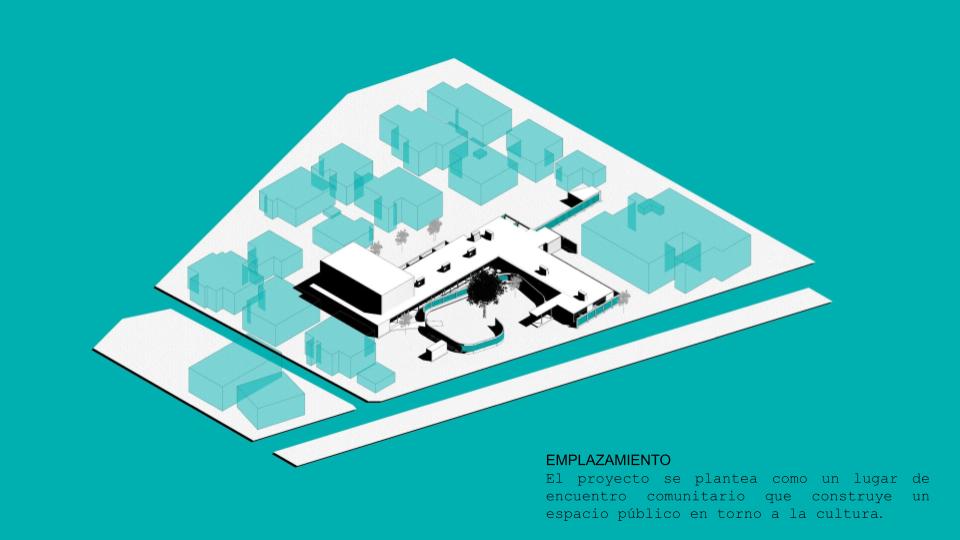 EMPLAZAMIENTO
El proyecto se plantea como un lugar de
encuentro comunitario que construye un
espacio público en torno a la cultura.